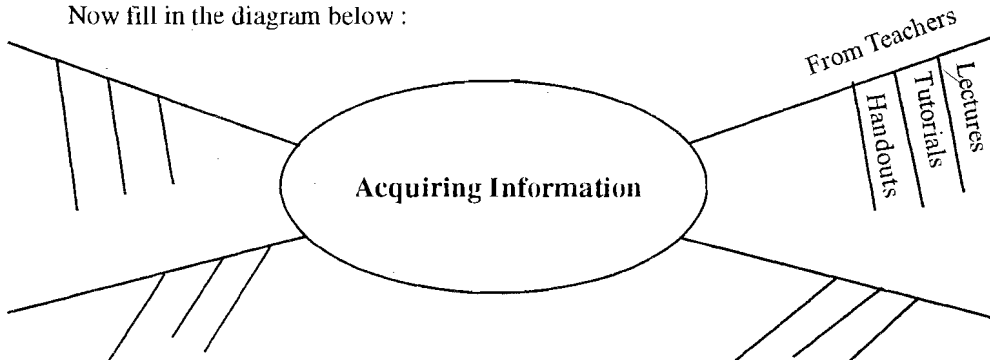 Now fill in the diagram below :
From Teachers
Lectures
Tutorials
Handouts
Acquiring Information